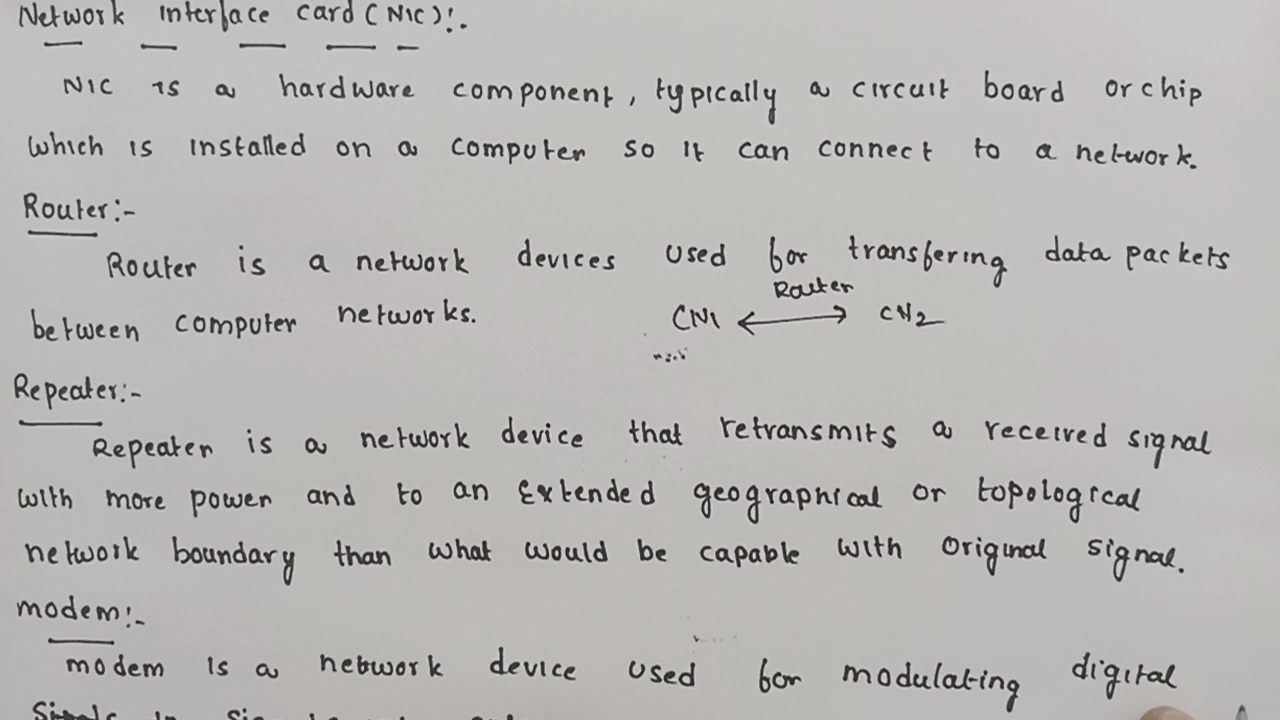 Network Interface card (NIC):-
NIC is a hardware component, typically a circuit board or chip
which is installed on a computer so it can connect to a network.
Router:-
Router is a network devices used for transfering data packets
between computer networks.
Router
CN1 CN2
Repeater:-
Repeater is a network device that retransmits a received signal
with more power and to an Extended geographical or topological
network boundary than what would be capable with original signal.
modem:-
modem is a network device used for modulating digital